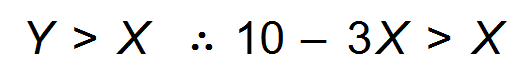 Y > X ∴ 10 – 3X > X